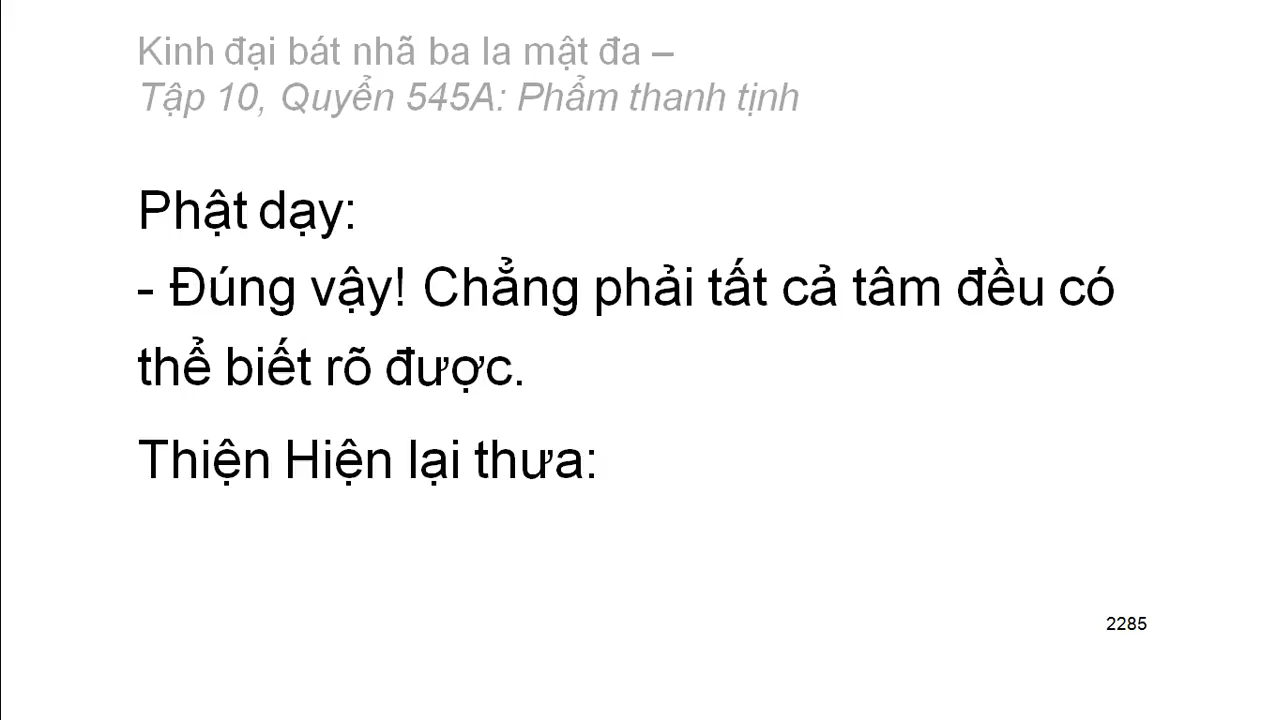 Kinh đại bát nhã ba la mật đa –
Tập 10, Quyển 545A: Phẩm thanh tịnh
Phật dạy:
- Đúng vậy! Chẳng phải tất cả tâm đều có
thể biết rõ được.
Thiện Hiện lại thưa:
2285